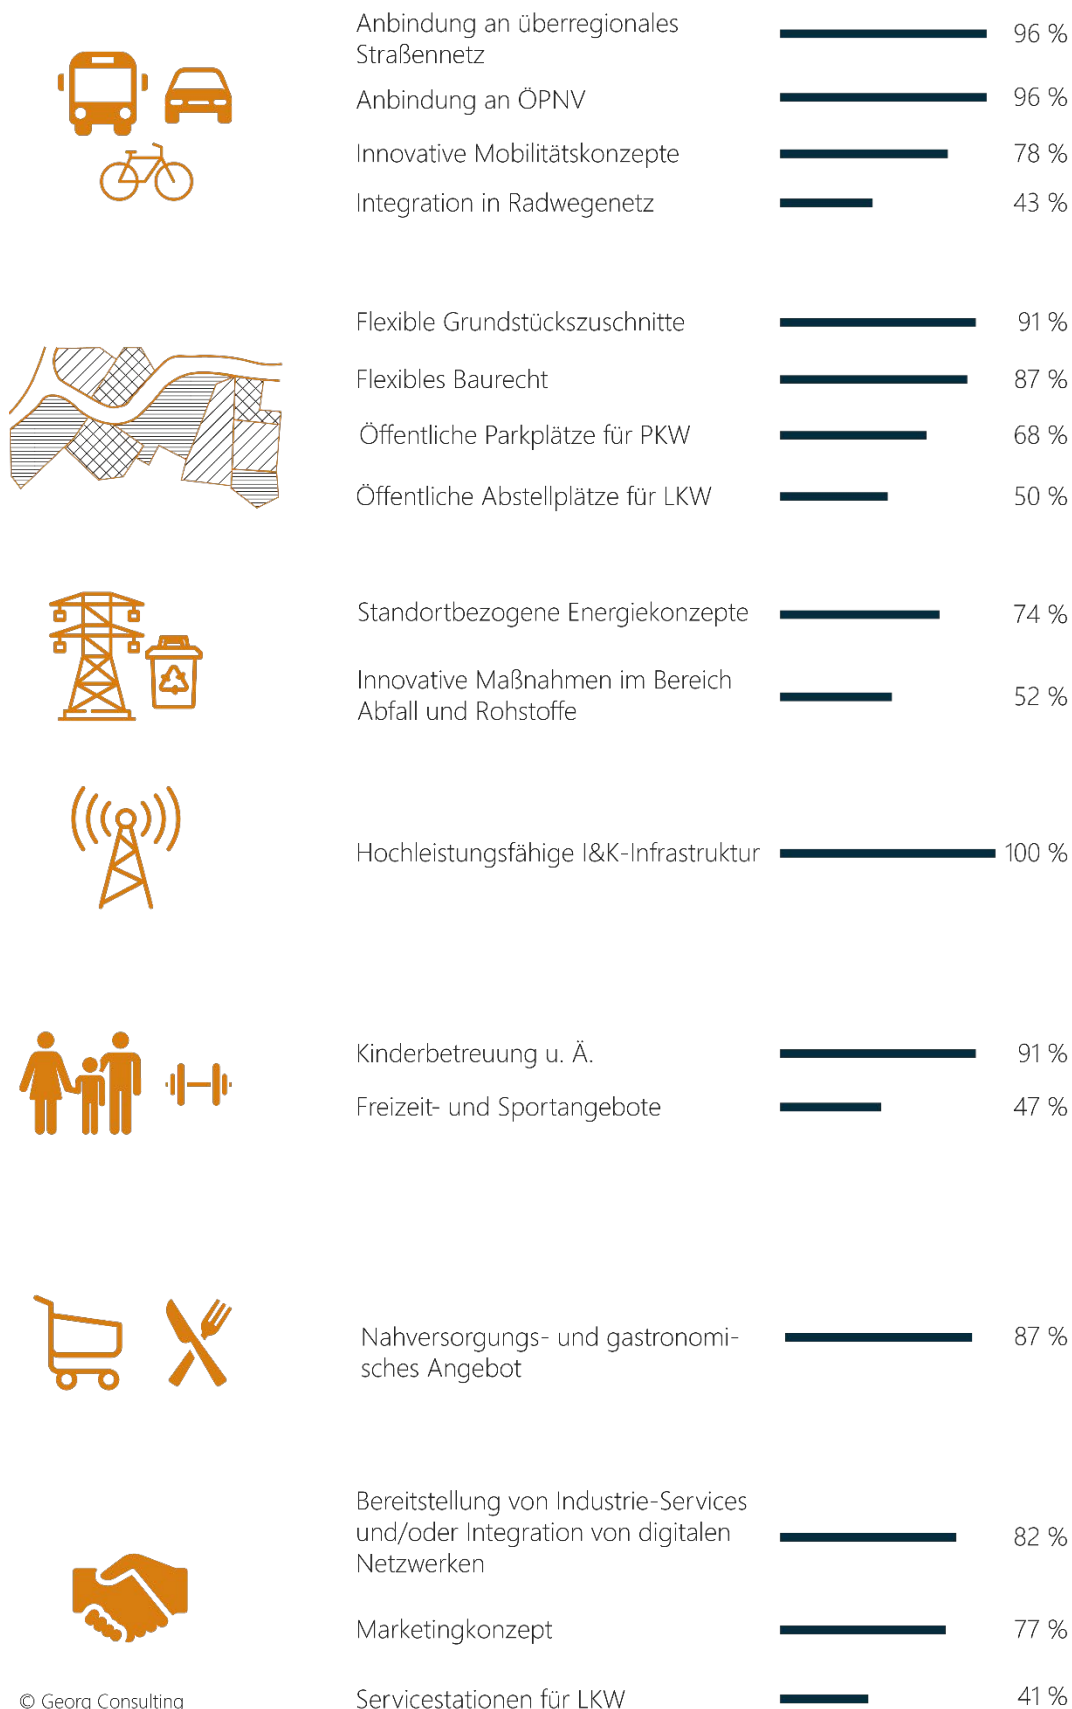 Anbindung an überregionales
Straßennetz
96 %
Anbindung an ÖPNV
96 %
Innovative Mobilitätskonzepte
78 %
Integration in Radwegenetz
43 %
Flexible Grundstückszuschnitte
91 %
Flexibles Baurecht
87 %
Öffentliche Parkplätze für PKW
68 %
Öffentliche Abstellplätze für LKW
50 %
Standortbezogene Energiekonzepte
74 %
Innovative Maßnahmen im Bereich
Abfall und Rohstoffe
52 %
Hochleistungsfähige I&K-Infrastruktur
100 %
Kinderbetreuung u. Ä.
91 %
Freizeit- und Sportangebote
47 %
Nahversorgungs- und gastronomi-
sches Angebot
87 %
Bereitstellung von Industrie-Services
und/oder Integration von digitalen
Netzwerken
82 %
Marketingkonzept
77 %
Servicestationen für LKW
41 %
© Georg Consulting